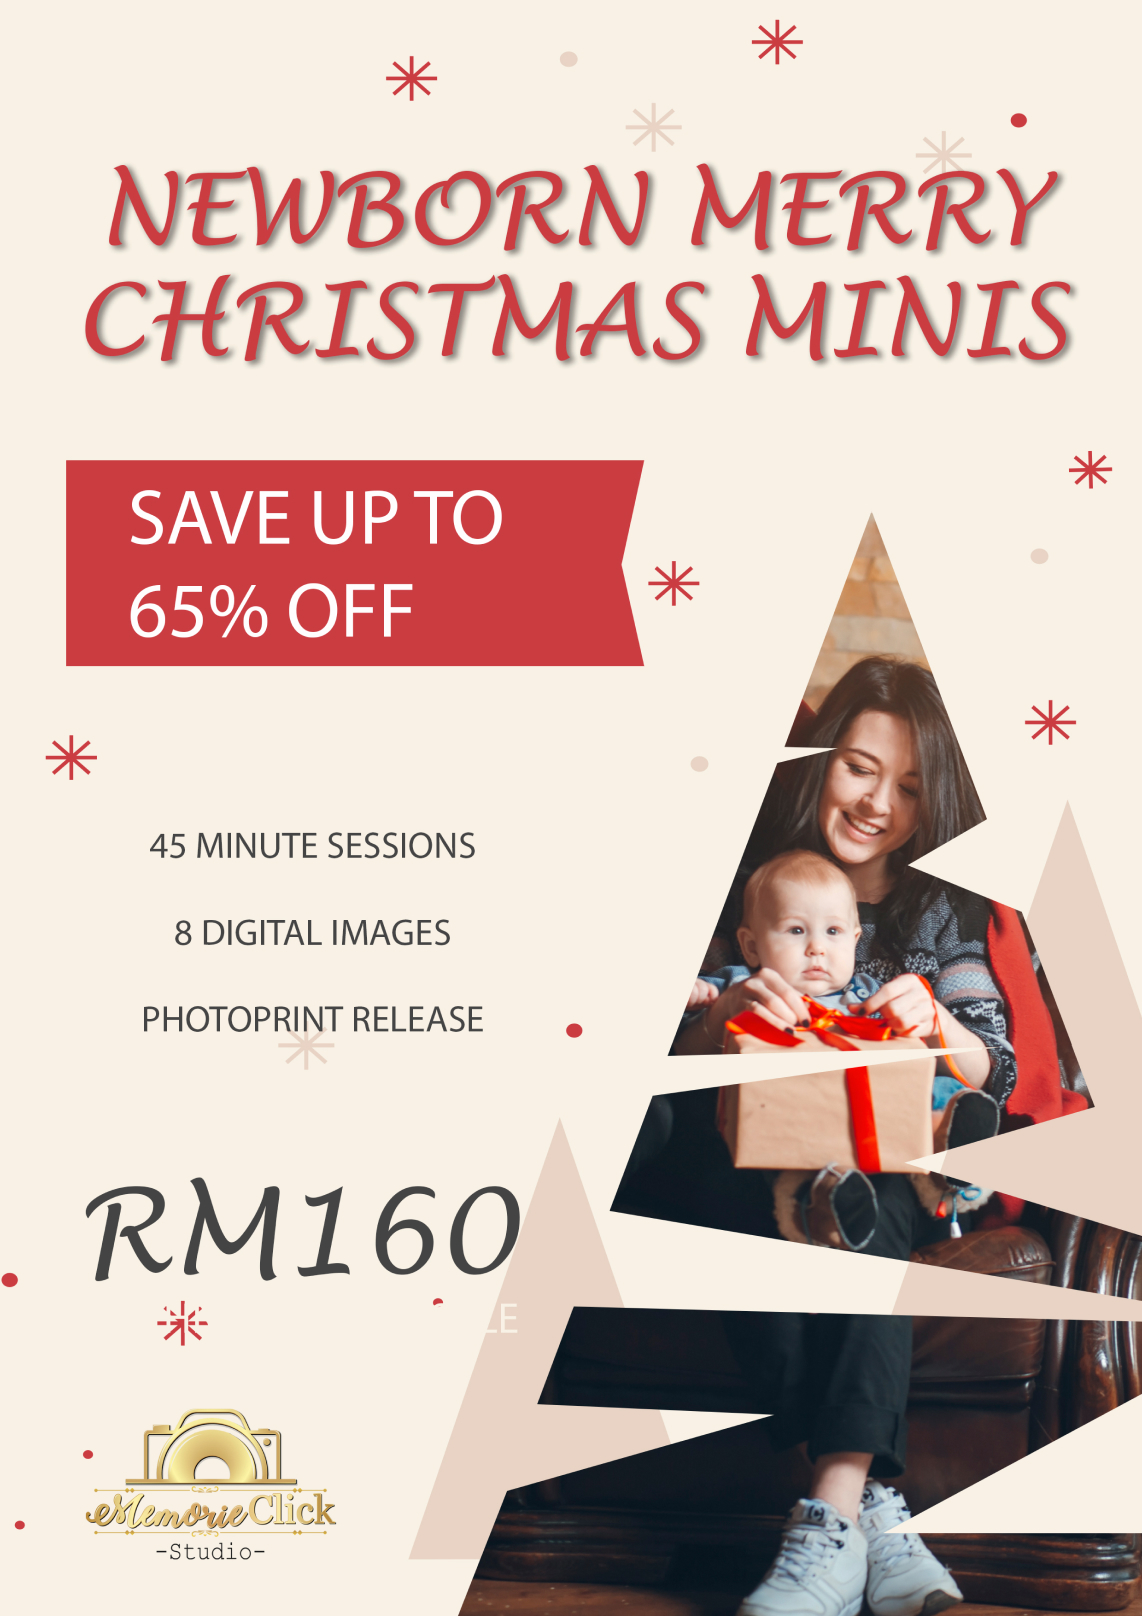 NEWBORN MERRY
CHRISTMAS MINIS
SAVE UP TO
65% OFF
45 MINUTE SESSIONS
8 DIGITAL IMAGES
PHOTOPRINT RELEASE
RM160
eMemorieClick
-Studio-